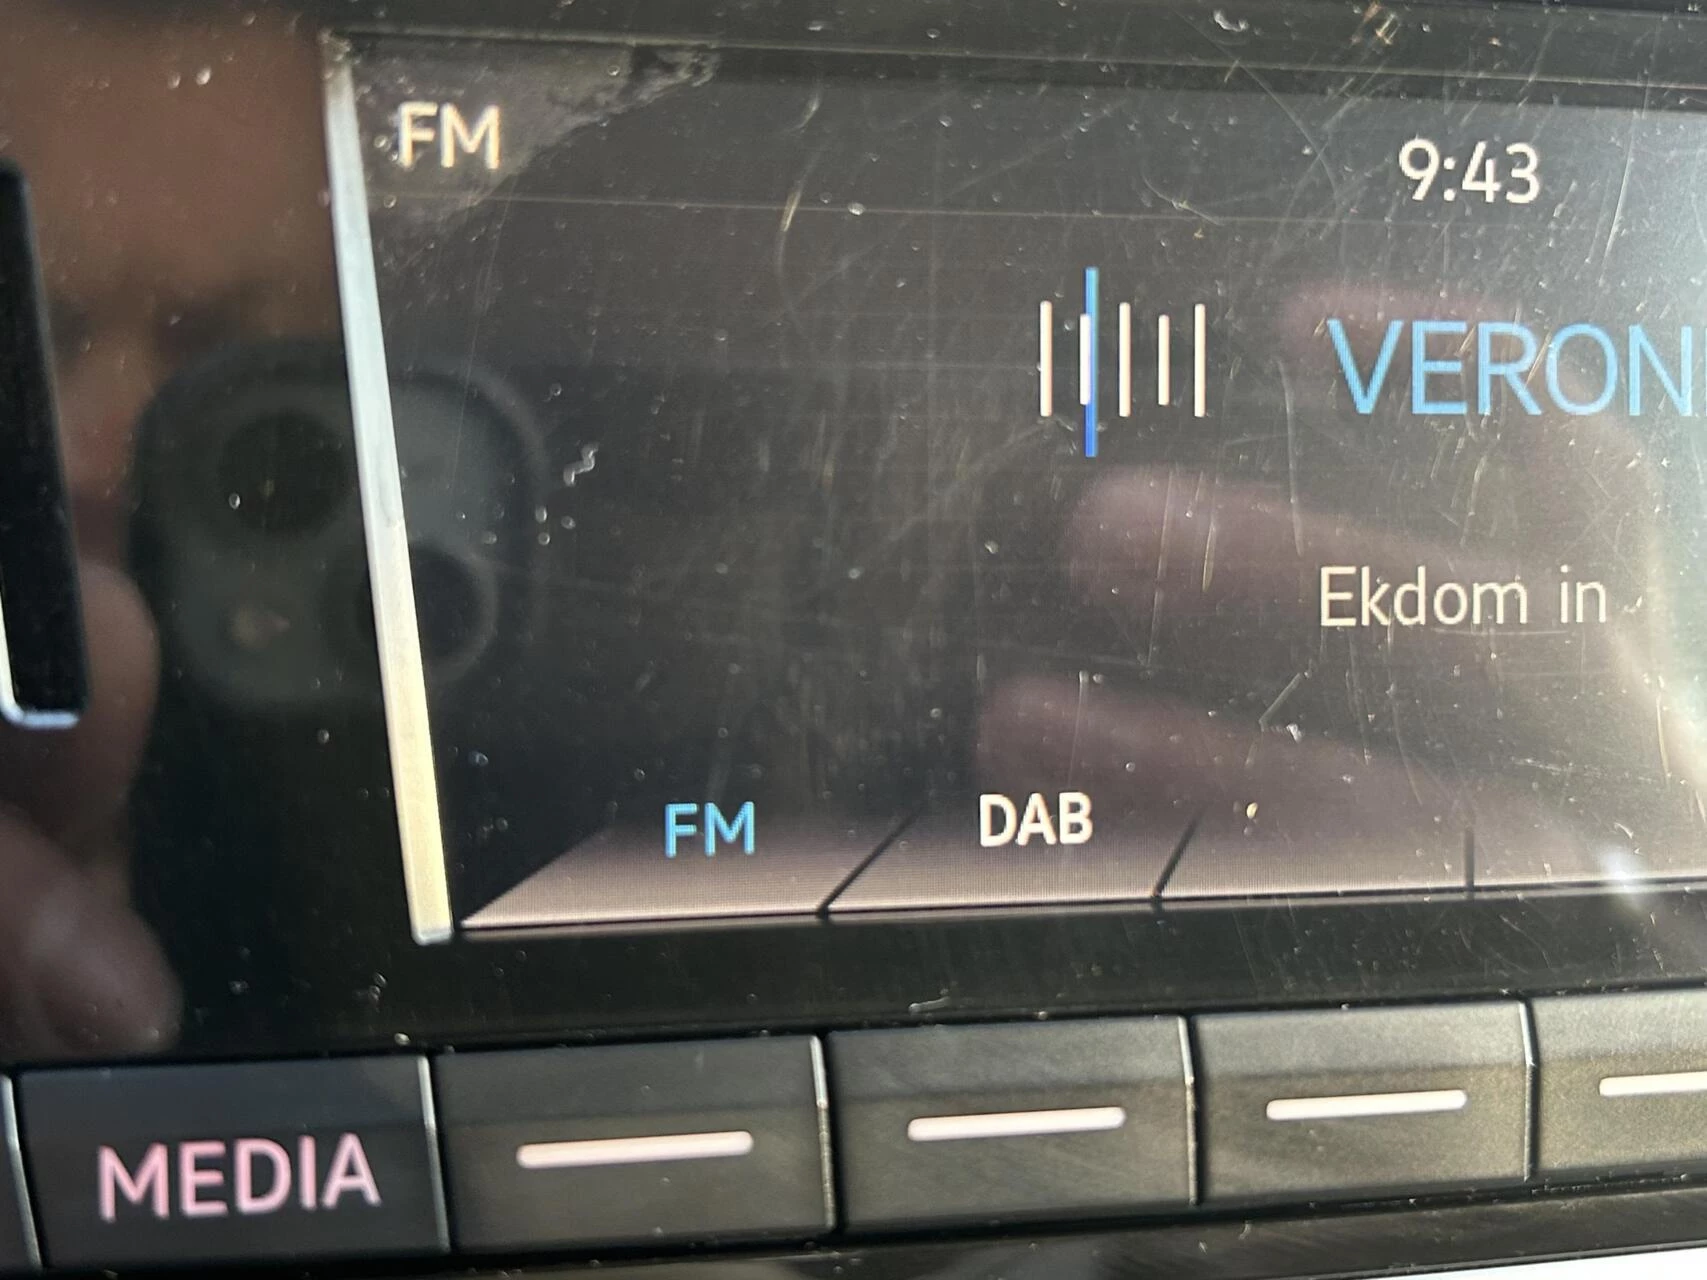 FM
9:43
VERON
Ekdom in
FM DAB
MEDIA